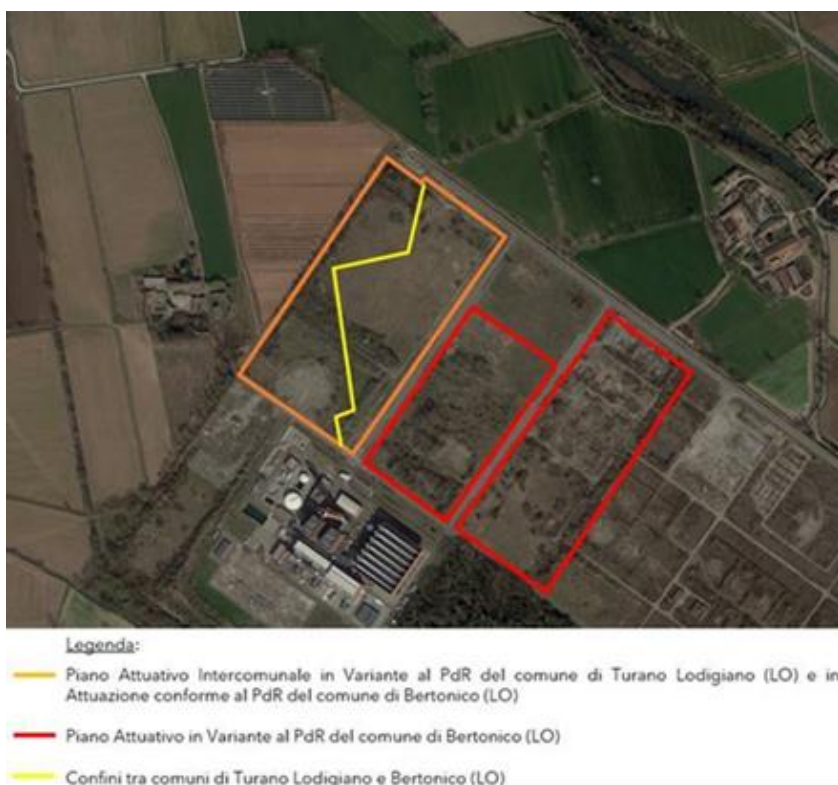 Legenda:
Piano Attuativo Intercomunale in Variante al PdR del comune di Turano Lodigiano (LO) e in
Attuazione conforme al PdR del comune di Bertonico (LO)
Piano Attuativo in Variante al PdR del comune di Bertonico (LO)
Confini tra comuni di Turano Lodigiano e Bertonico (LO)